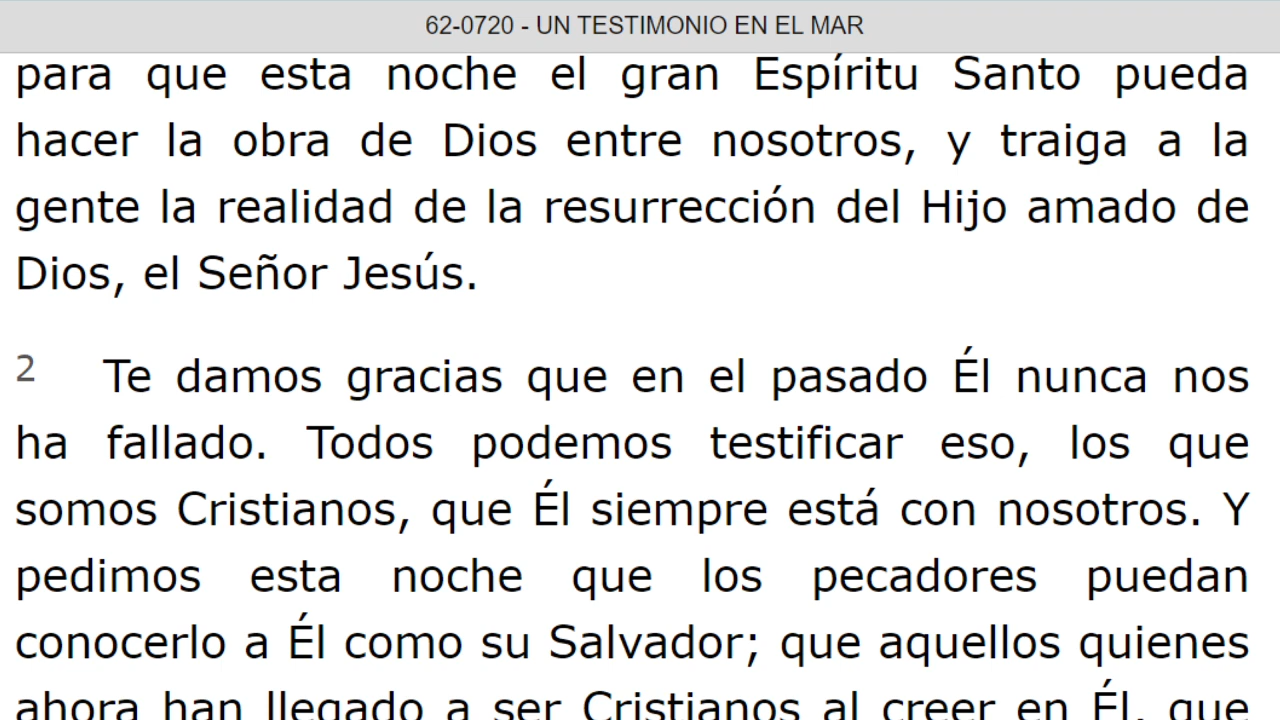 62-0720 - UN TESTIMONIO EN EL MAR
para que esta noche el gran Espíritu Santo pueda
hacer la obra de Dios entre nosotros, y traiga a la
gente la realidad de la resurrección del Hijo amado de
Dios, el Señor Jesús.
2 Te damos gracias que en el pasado Él nunca nos
ha fallado. Todos podemos testificar eso, los que
somos Cristianos, que Él siempre está con nosotros. Y
pedimos esta noche que los pecadores puedan
conocerlo a Él como su Salvador; que aquellos quienes
ahora han llegado a ser Cristianos al creer en Él, que